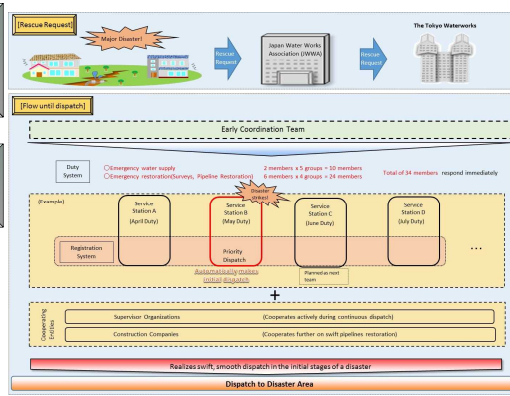 [Rescue Request]
Major Disaster!
Rescue
Request
Japan Water Works
Association (JWWA)
Rescue
Request
The Tokyo Waterworks
[Flow until dispatch]
Early Coordination Team
Duty
System
〇Emergency water supply
2 members x 5 groups = 10 members
〇Emergency restoration(Surveys, Pipeline Restoration)
6 members x 4 groups = 24 members
Total of 34 members respond immediately
Disaster
strikes!
(Example)
Service
Station A
(April Duty)
Service
Station B
(May Duty)
Service
Station C
(June Duty)
Service
Station D
(July Duty)
Registration
System
Priority
Dispatch
...
Automatically makes
initial dispatch
Planned as next
team
+
Cooperating
Entities
Supervisor Organizations
(Cooperates actively during continuous dispatch)
Construction Companies
(Cooperates further on swift pipelines restoration)
Realizes swift, smooth dispatch in the initial stages of a disaster
Dispatch to Disaster Area